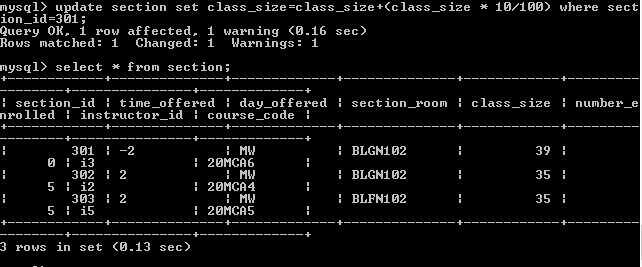 mysql> update section set class_size=class_size+(class_size * 10/100) where sect
ion_id=301;
Query OK, 1 row affected, 1 warning (0.16 sec)
Rows matched: 1  Changed: 1  Warnings: 1
mysql> select * from section;
+------------+--------------+-------------+--------------+------------+---------
---------+---------------+-------------+
| section_id | time_offered | day_offered | section_room | class_size | number_e
nrolled | instructor_id | course_code |
+------------+--------------+-------------+--------------+------------+---------
---------+---------------+-------------+
|        301 | -2           | MW          | BLGN102      |         39 |
      0 | i3            | 20MCA6      |
|        302 | 2            | MW          | BLGN102      |         35 |
      5 | i2            | 20MCA4      |
|        303 | 2            | MW          | BLFN102      |         35 |
      5 | i5            | 20MCA5      |
+------------+--------------+-------------+--------------+------------+---------
---------+---------------+-------------+
3 rows in set (0.13 sec)